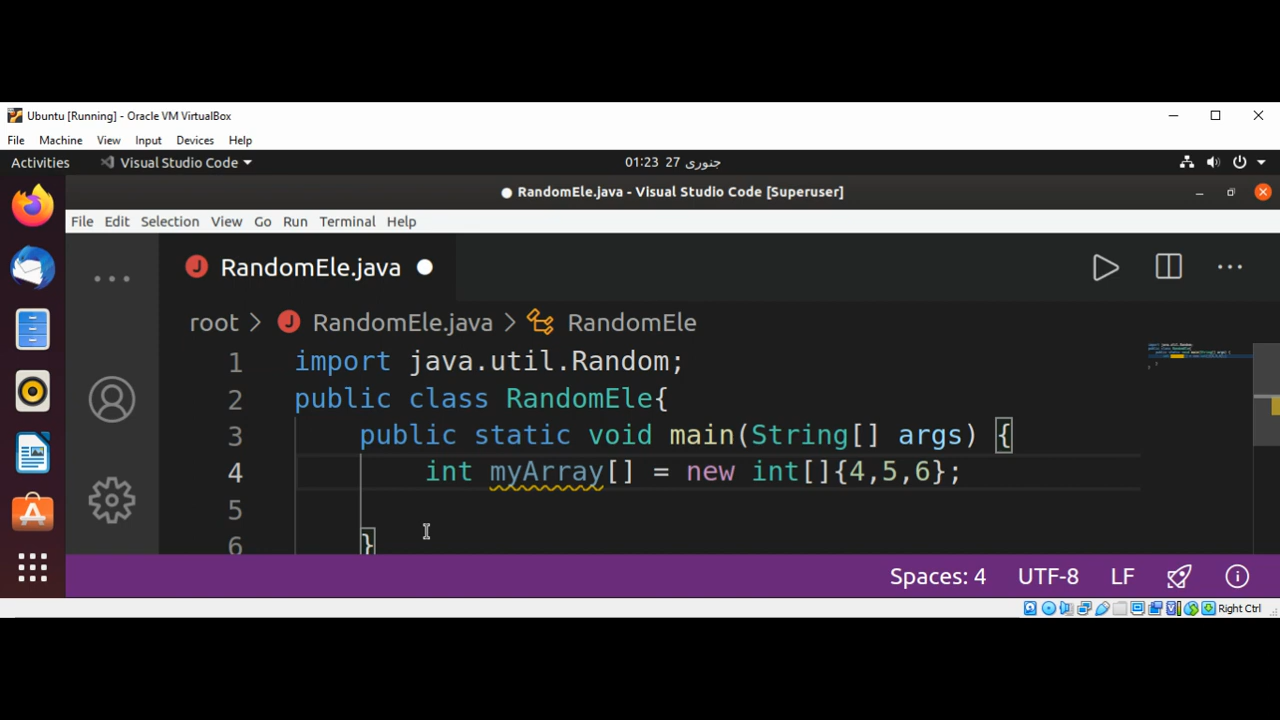 Ubuntu [Running] - Oracle VM VirtualBox
File Machine View Input Devices Help
Activities Visual Studio Code 01:23 27 جنوری
RandomEle.java - Visual Studio Code [Superuser]
File Edit Selection View Go Run Terminal Help
J RandomEle.java
root > J RandomEle.java > RandomEle
1 import java.util.Random;
2 public class RandomEle{
3 public static void main(String[] args) {
4 int myArray[] = new int[]{4,5,6};
5
6 }
Spaces: 4 UTF-8 LF
Right Ctrl